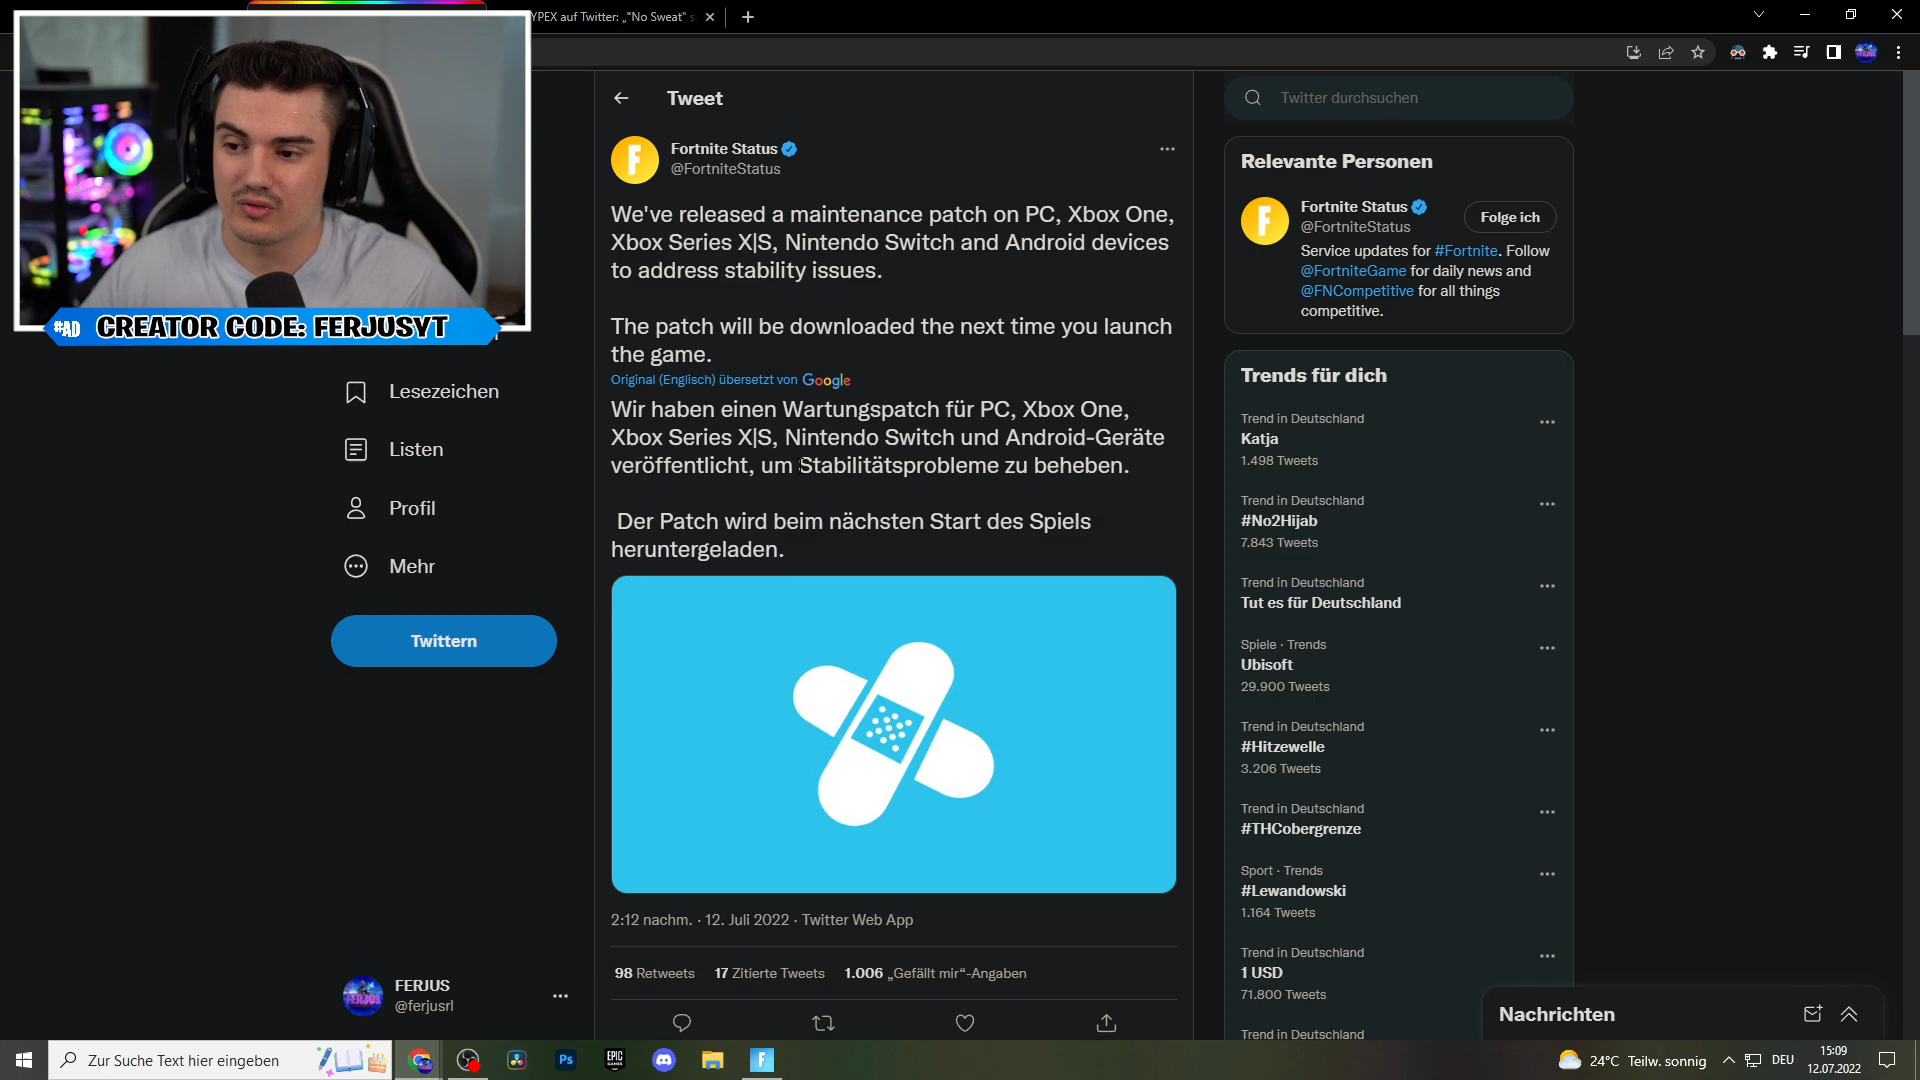 YPEX auf Twitter: „"No Sweat" s
#AD CREATOR CODE: FERJUSYT
Lesezeichen
Listen
Profil
Mehr
Twittern
FERJUS
@ferjusrl
Tweet
Fortnite Status
@FortniteStatus
We've released a maintenance patch on PC, Xbox One,
Xbox Series X|S, Nintendo Switch and Android devices
to address stability issues.
The patch will be downloaded the next time you launch
the game.
Original (Englisch) übersetzt von Google
Wir haben einen Wartungspatch für PC, Xbox One,
Xbox Series X|S, Nintendo Switch und Android-Geräte
veröffentlicht, um Stabilitätsprobleme zu beheben.
Der Patch wird beim nächsten Start des Spiels
heruntergeladen.
2:12 nachm. · 12. Juli 2022 · Twitter Web App
98 Retweets 17 Zitierte Tweets 1.006 „Gefällt mir“-Angaben
Twitter durchsuchen
Relevante Personen
Fortnite Status
@FortniteStatus
Folge ich
Service updates for #Fortnite. Follow
@FortniteGame for daily news and
@FNCompetitive for all things
competitive.
Trends für dich
Trend in Deutschland
Katja
1.498 Tweets
Trend in Deutschland
#No2Hijab
7.843 Tweets
Trend in Deutschland
Tut es für Deutschland
Spiele · Trends
Ubisoft
29.900 Tweets
Trend in Deutschland
#Hitzewelle
3.206 Tweets
Trend in Deutschland
#THCobergrenze
Sport · Trends
#Lewandowski
1.164 Tweets
Trend in Deutschland
1 USD
71.800 Tweets
Trend in Deutschland
Nachrichten
Zur Suche Text hier eingeben
Ps
EPIC GAMES
24°C Teilw. sonnig
DEU
15:09
12.07.2022